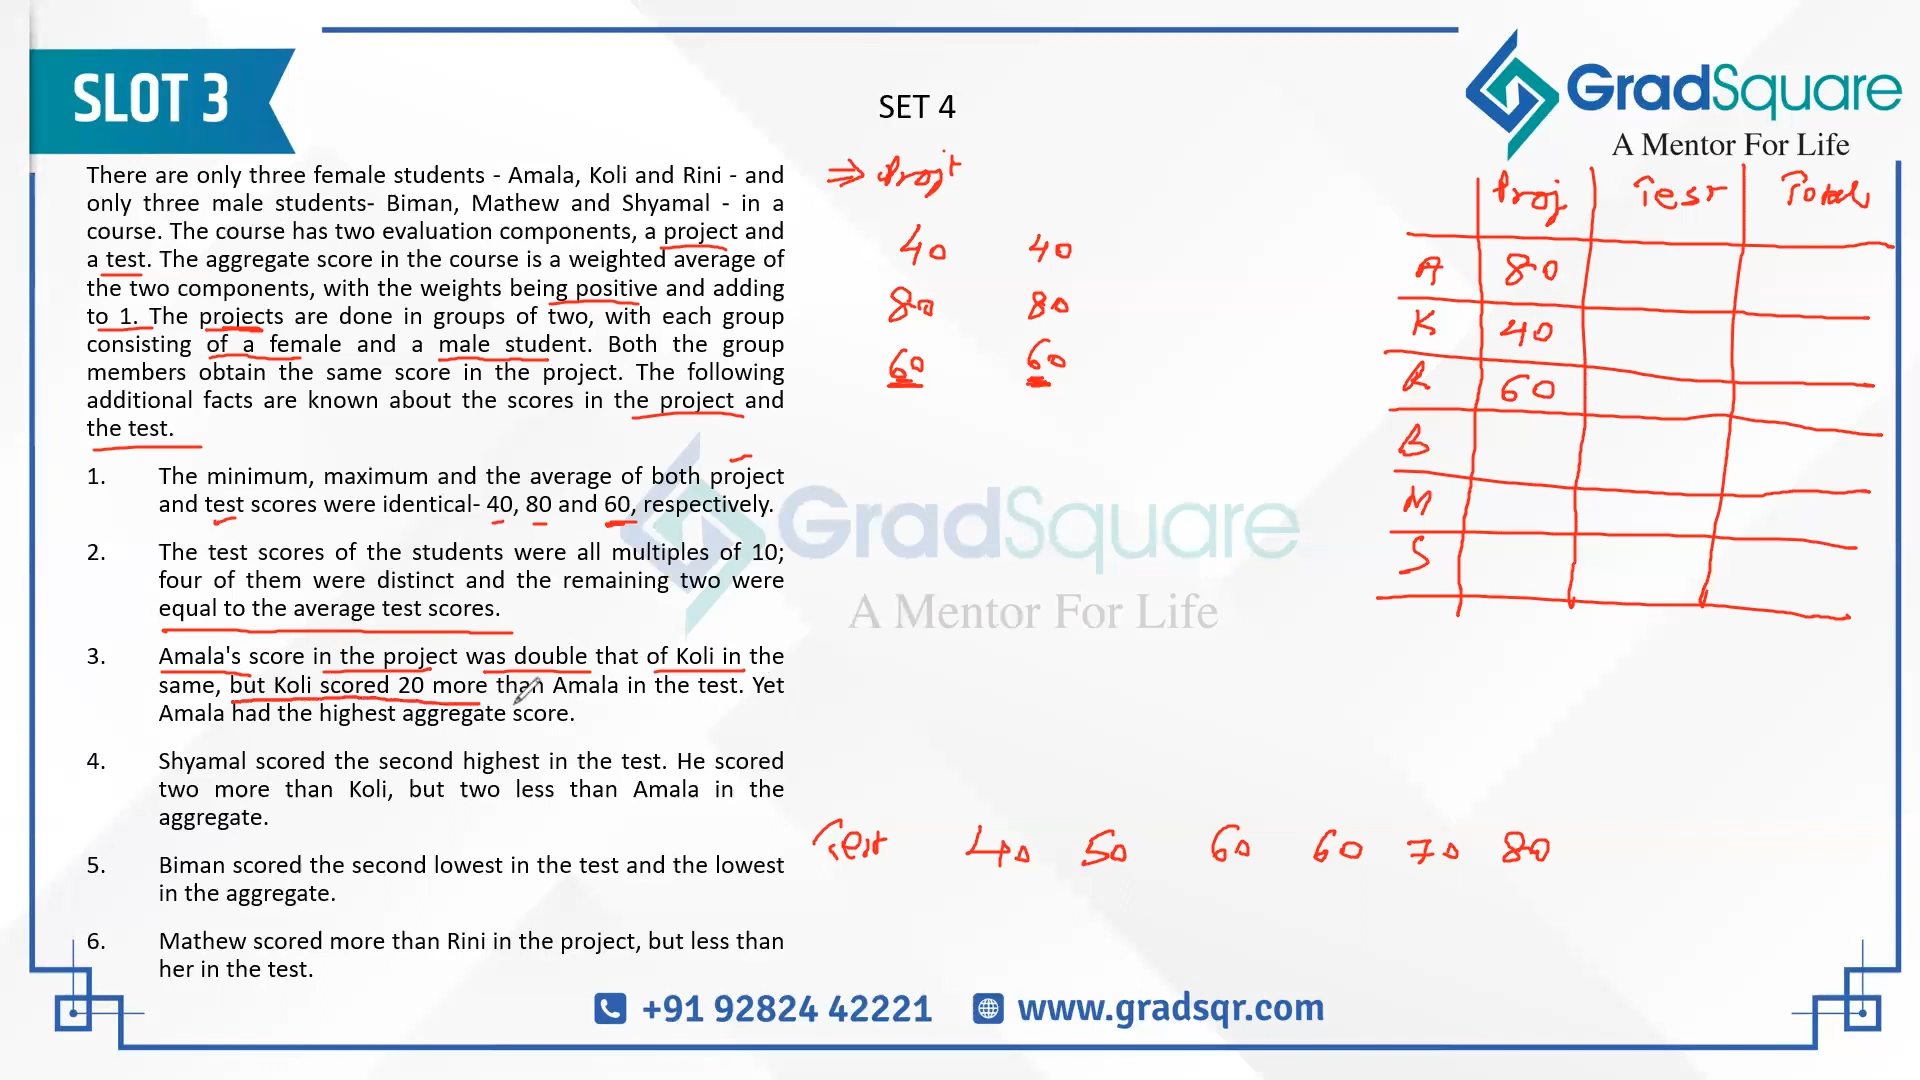 SLOT 3
SET 4
GradSquare
A Mentor For Life
There are only three female students - Amala, Koli and Rini - and
only three male students- Biman, Mathew and Shyamal - in a
course. The course has two evaluation components, a project and
a test. The aggregate score in the course is a weighted average of
the two components, with the weights being positive and adding
to 1. The projects are done in groups of two, with each group
consisting of a female and a male student. Both the group
members obtain the same score in the project. The following
additional facts are known about the scores in the project and
the test.
1. The minimum, maximum and the average of both project
and test scores were identical- 40, 80 and 60, respectively.
2. The test scores of the students were all multiples of 10;
four of them were distinct and the remaining two were
equal to the average test scores.
3. Amala's score in the project was double that of Koli in the
same, but Koli scored 20 more than Amala in the test. Yet
Amala had the highest aggregate score.
4. Shyamal scored the second highest in the test. He scored
two more than Koli, but two less than Amala in the
aggregate.
5. Biman scored the second lowest in the test and the lowest
in the aggregate.
6. Mathew scored more than Rini in the project, but less than
her in the test.
⇒ Projt
40 40
80 80
60 60
Proj Test Total
A 80
K 40
R 60
B
M
S
GradSquare
A Mentor For Life
Test 40 50 60 60 70 80
+91 92824 42221 www.gradsqr.com